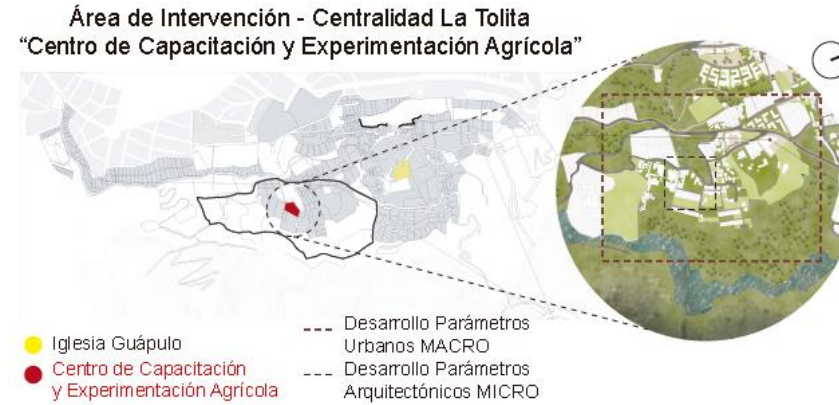 Área de Intervención - Centralidad La Tolita
“Centro de Capacitación y Experimentación Agrícola”
Iglesia Guápulo
Centro de Capacitación
y Experimentación Agrícola
Desarrollo Parámetros
Urbanos MACRO
Desarrollo Parámetros
Arquitectónicos MICRO